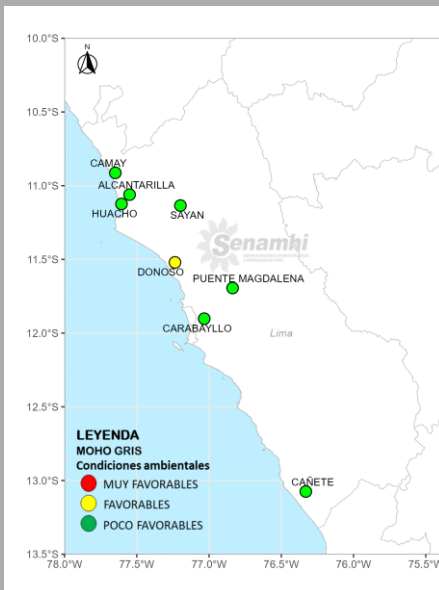 10.0°S
N
10.5°S
CAMAY
11.0°S
ALCANTARILLA
HUACHO
SAYAN
Senamhi
11.5°S
DONOSO
PUENTE MAGDALENA
12.0°S
CARABAYLLO
Lima
12.5°S
LEYENDA
MOHO GRIS
Condiciones ambientales
MUY FAVORABLES
FAVORABLES
POCO FAVORABLES
13.0°S
CAÑETE
13.5°S
78.0°W 77.5°W 77.0°W 76.5°W 76.0°W 75.5°W